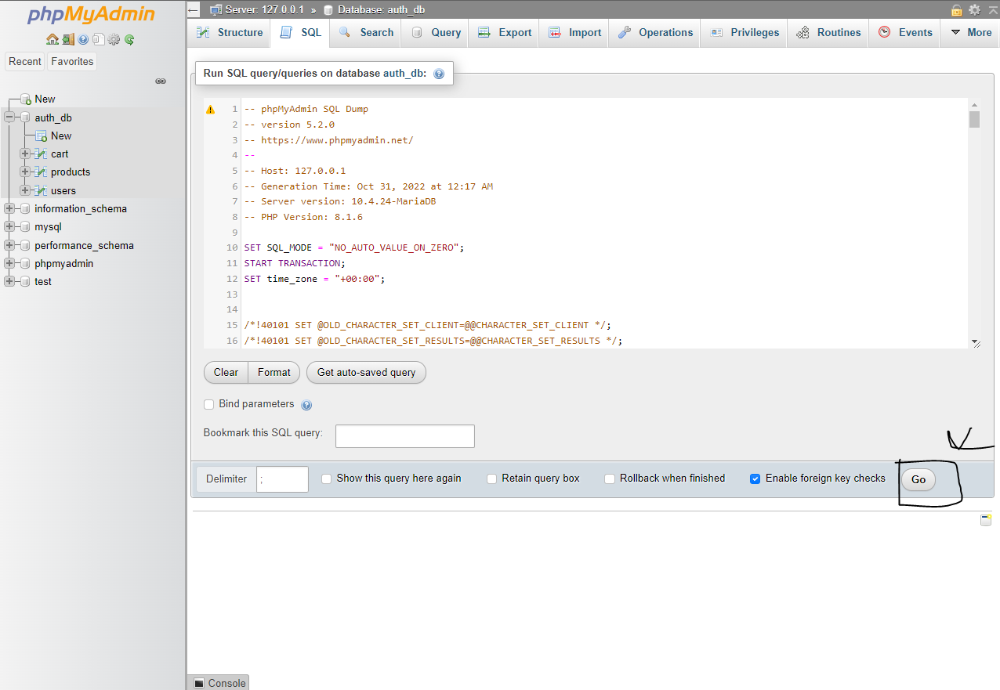 phpMyAdmin
Recent Favorites
New
auth_db
New
cart
products
users
information_schema
mysql
performance_schema
phpmyadmin
test
Server: 127.0.0.1 » Database: auth_db
Structure SQL Search Query Export Import Operations Privileges Routines Events More
Run SQL query/queries on database auth_db:
1 -- phpMyAdmin SQL Dump
2 -- version 5.2.0
3 -- https://www.phpmyadmin.net/
4 --
5 -- Host: 127.0.0.1
6 -- Generation Time: Oct 31, 2022 at 12:17 AM
7 -- Server version: 10.4.24-MariaDB
8 -- PHP Version: 8.1.6
9
10 SET SQL_MODE = "NO_AUTO_VALUE_ON_ZERO";
11 START TRANSACTION;
12 SET time_zone = "+00:00";
13
14
15 /*!40101 SET @OLD_CHARACTER_SET_CLIENT=@@CHARACTER_SET_CLIENT */;
16 /*!40101 SET @OLD_CHARACTER_SET_RESULTS=@@CHARACTER_SET_RESULTS */;
Clear Format Get auto-saved query
Bind parameters
Bookmark this SQL query:
Delimiter ; Show this query here again Retain query box Rollback when finished Enable foreign key checks Go
Console